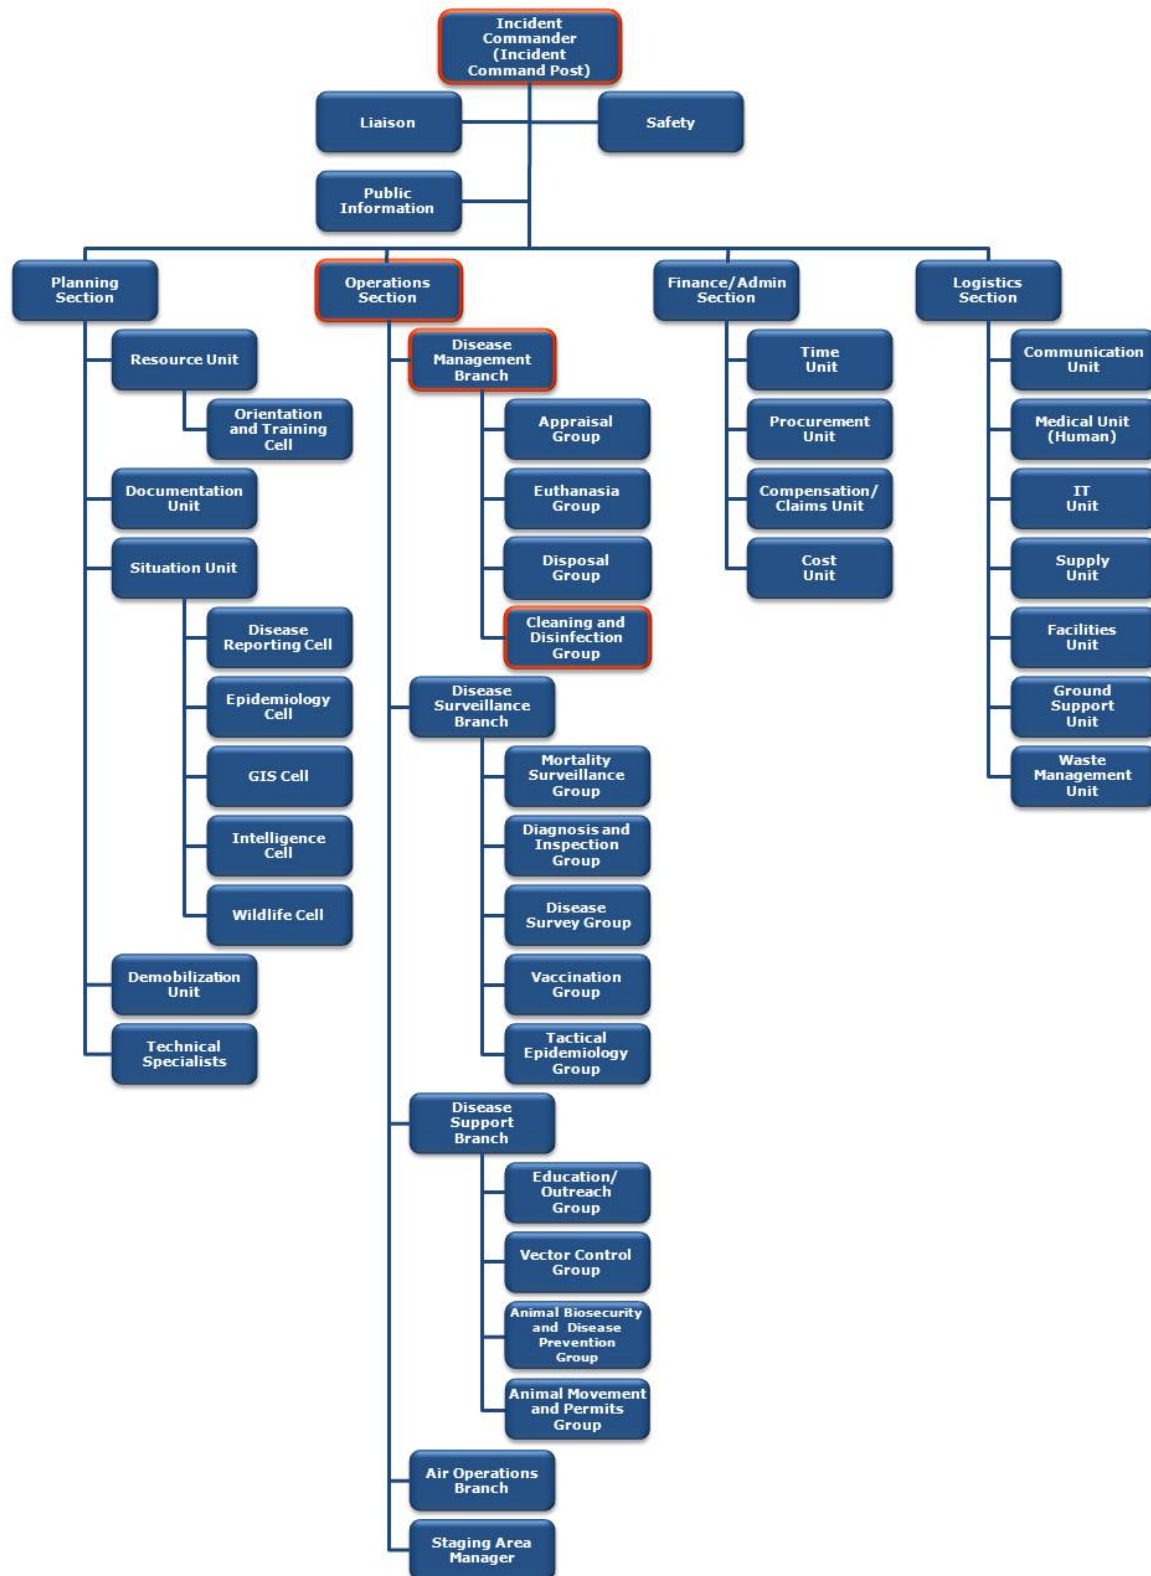 Incident
Commander
(Incident
Command Post)
Liaison
Safety
Public
Information
Planning
Section
Resource Unit
Orientation
and Training
Cell
Documentation
Unit
Situation Unit
Disease
Reporting Cell
Epidemiology
Cell
GIS Cell
Intelligence
Cell
Wildlife Cell
Demobilization
Unit
Technical
Specialists
Operations
Section
Disease
Management
Branch
Appraisal
Group
Euthanasia
Group
Disposal
Group
Cleaning and
Disinfection
Group
Disease
Surveillance
Branch
Mortality
Surveillance
Group
Diagnosis and
Inspection
Group
Disease
Survey Group
Vaccination
Group
Tactical
Epidemiology
Group
Disease
Support
Branch
Education/
Outreach
Group
Vector Control
Group
Animal Biosecurity
and Disease
Prevention
Group
Animal Movement
and Permits
Group
Air Operations
Branch
Staging Area
Manager
Finance/Admin
Section
Time
Unit
Procurement
Unit
Compensation/
Claims Unit
Cost
Unit
Logistics
Section
Communication
Unit
Medical Unit
(Human)
IT
Unit
Supply
Unit
Facilities
Unit
Ground
Support
Unit
Waste
Management
Unit